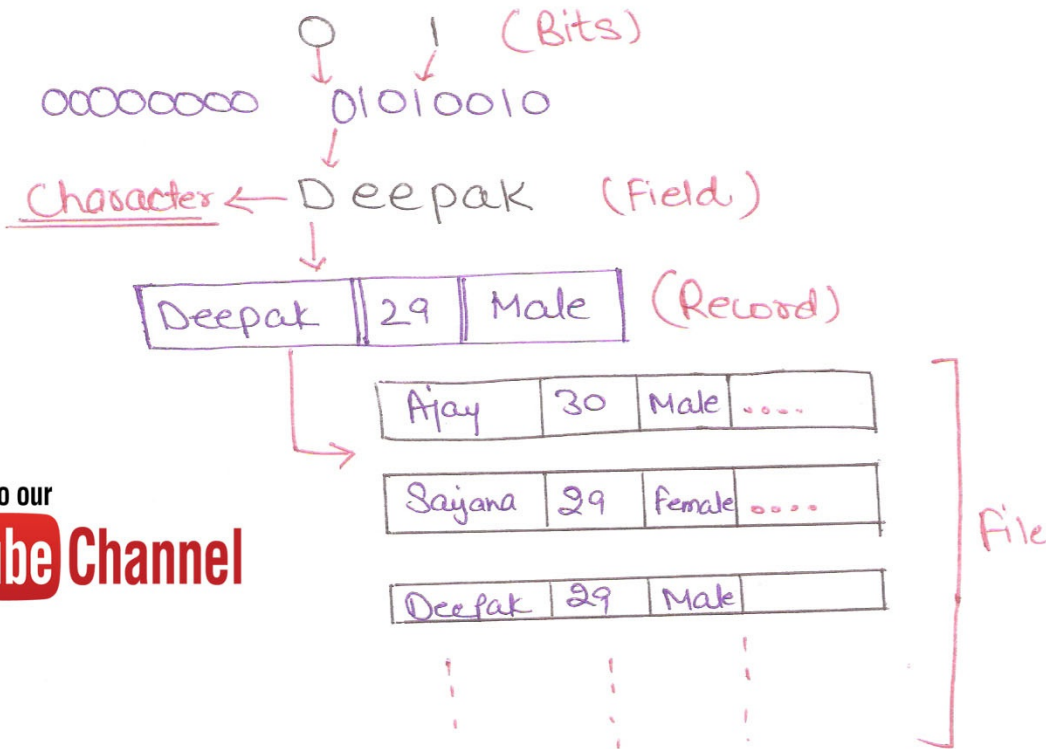 0 1 (Bits)
00000000 01010010
Character ← Deepak (Field)
Deepak 29 Male (Record)
Ajay 30 Male ....
Sayana 29 Female ....
File
Deepak 29 Male
o our
be Channel